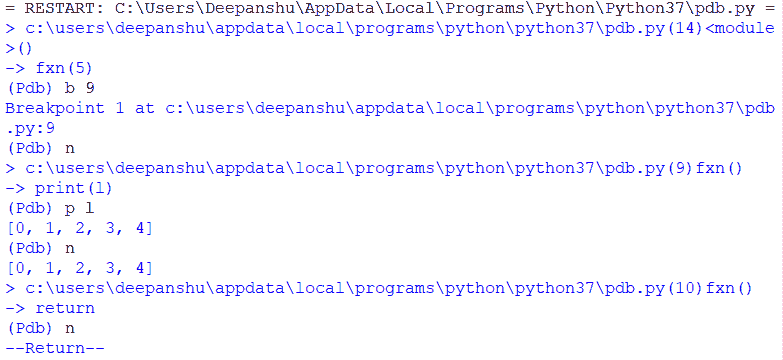 = RESTART: C:\Users\Deepanshu\AppData\Local\Programs\Python\Python37\pdb.py =
> c:\users\deepanshu\appdata\local\programs\python\python37\pdb.py(14)<module
>()
-> fxn(5)
(Pdb) b 9
Breakpoint 1 at c:\users\deepanshu\appdata\local\programs\python\python37\pdb
.py:9
(Pdb) n
> c:\users\deepanshu\appdata\local\programs\python\python37\pdb.py(9)fxn()
-> print(l)
(Pdb) p l
[0, 1, 2, 3, 4]
(Pdb) n
[0, 1, 2, 3, 4]
> c:\users\deepanshu\appdata\local\programs\python\python37\pdb.py(10)fxn()
-> return
(Pdb) n
--Return--